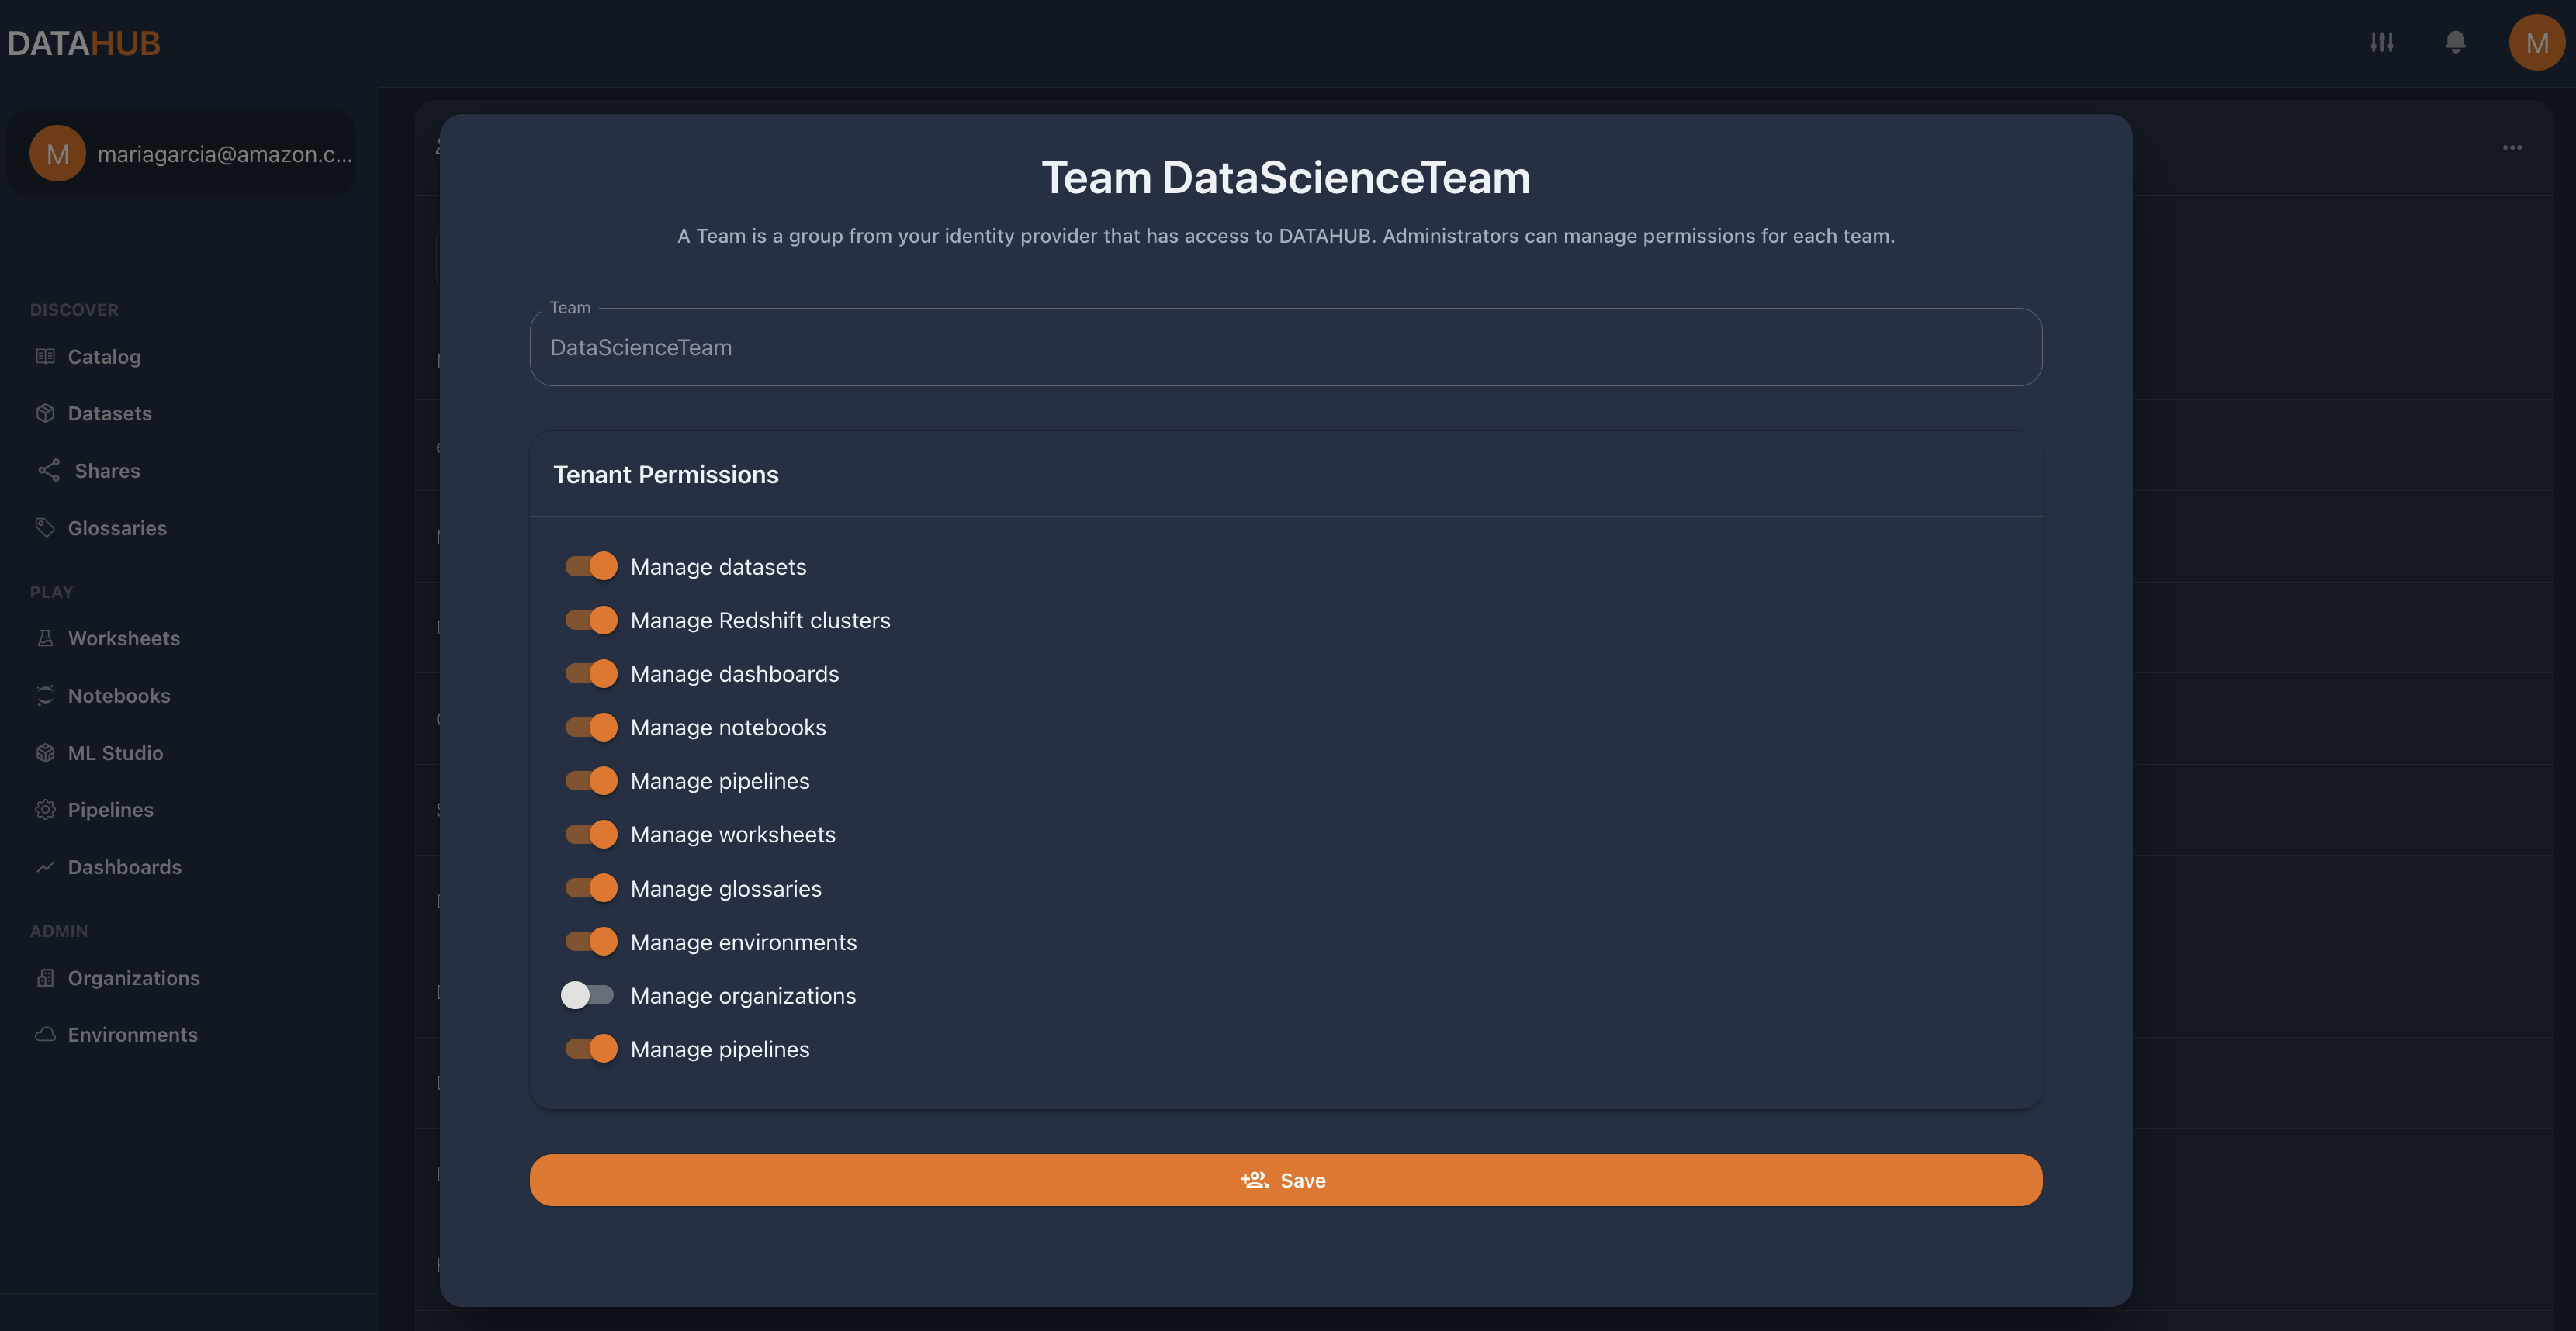 DATAHUB
M
M
mariagarcia@amazon.c...
DISCOVER
Catalog
Datasets
Shares
Glossaries
PLAY
Worksheets
Notebooks
ML Studio
Pipelines
Dashboards
ADMIN
Organizations
Environments
Team DataScienceTeam
A Team is a group from your identity provider that has access to DATAHUB. Administrators can manage permissions for each team.
Team
DataScienceTeam
Tenant Permissions
Manage datasets
Manage Redshift clusters
Manage dashboards
Manage notebooks
Manage pipelines
Manage worksheets
Manage glossaries
Manage environments
Manage organizations
Manage pipelines
Save